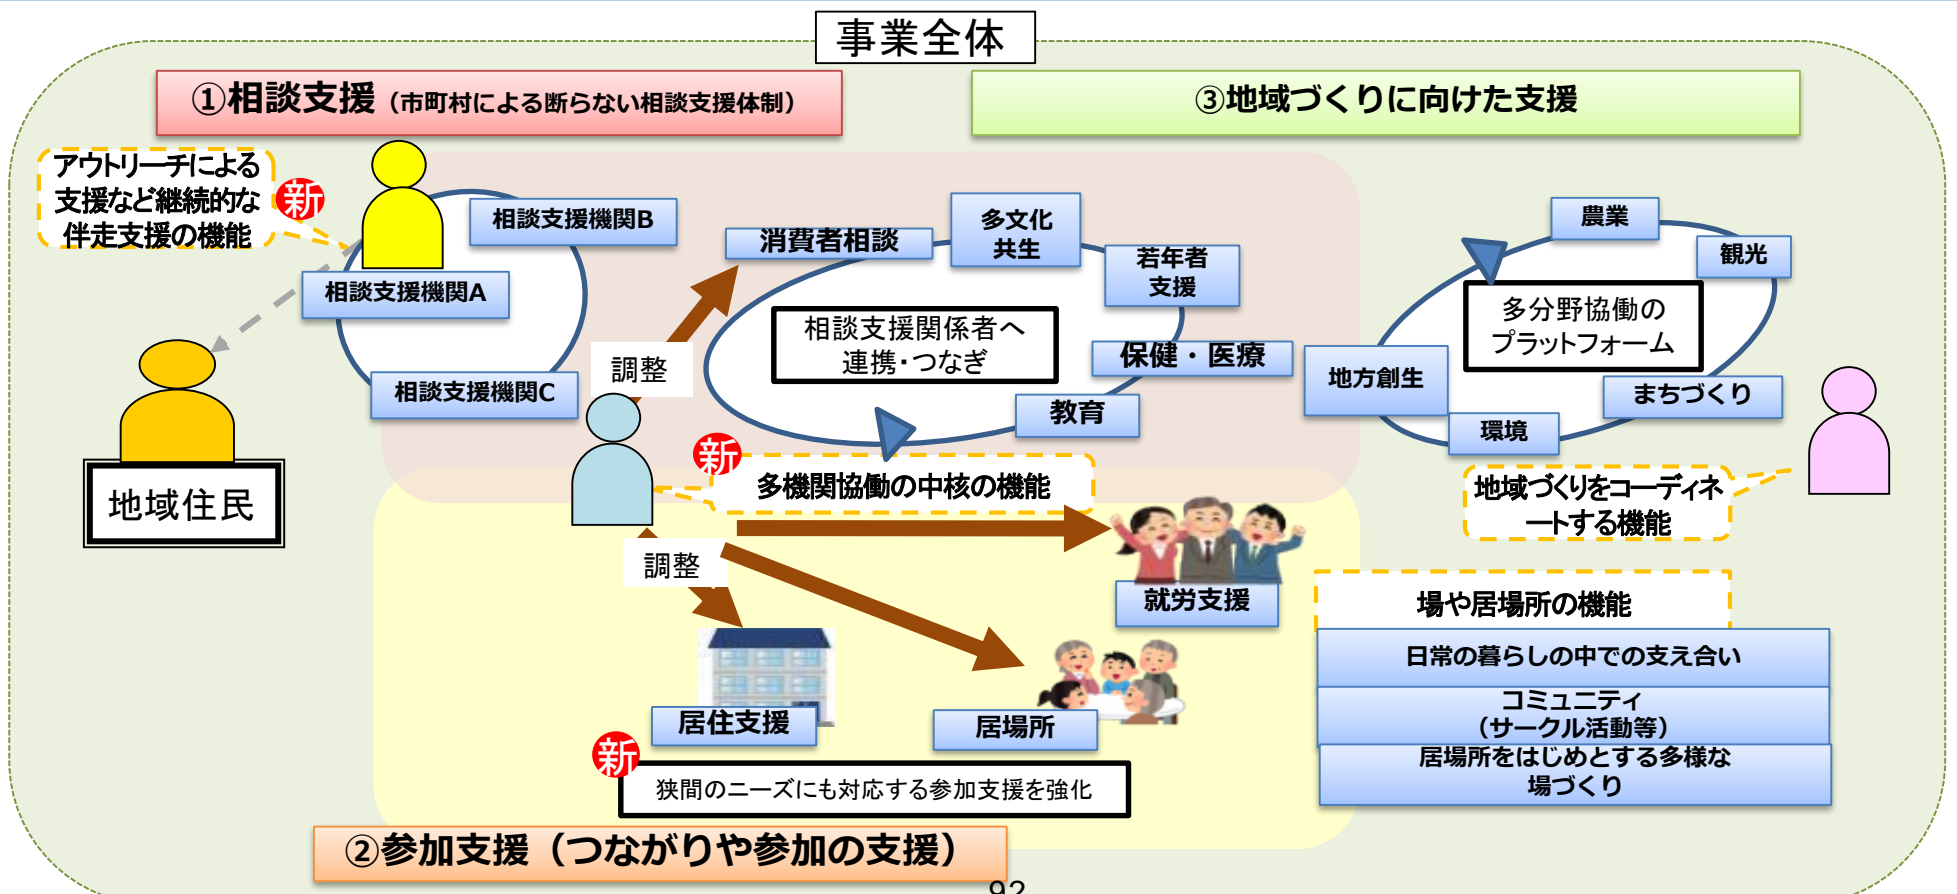 事業全体
①相談支援（市町村による断らない相談支援体制）
③地域づくりに向けた支援
アウトリーチによる
支援など継続的な
伴走支援の機能
新
相談支援機関B
相談支援機関A
相談支援機関C
地域住民
消費者相談
多文化
共生
若年者
支援
保健・医療
教育
相談支援関係者へ
連携・つなぎ
調整
新
多機関協働の中核の機能
農業
観光
まちづくり
環境
地方創生
多分野協働の
プラットフォーム
地域づくりをコーディネ
ートする機能
調整
就労支援
居住支援
居場所
新
狭間のニーズにも対応する参加支援を強化
場や居場所の機能
日常の暮らしの中での支え合い
コミュニティ
（サークル活動等）
居場所をはじめとする多様な
場づくり
②参加支援（つながりや参加の支援）
92